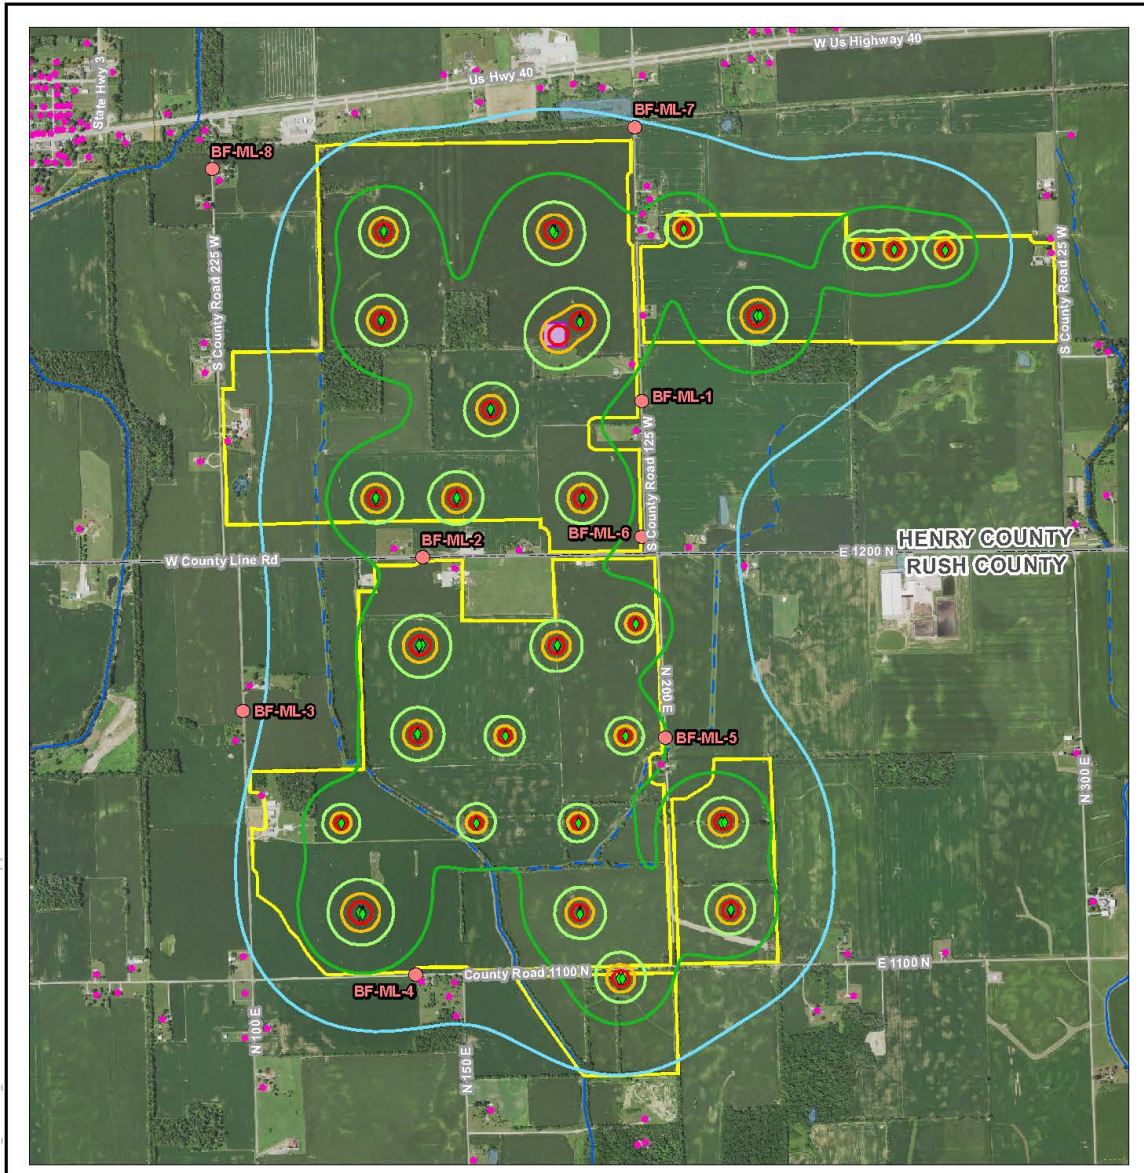 W Us Highway 40
State Hwy 3
Us Hwy 40
BF-ML-7
BF-ML-8
S County Road 225 W
S County Road 25 W
BF-ML-1
S County Road 125 W
BF-ML-6
BF-ML-2
W County Line Rd
E 1200 N
HENRY COUNTY
RUSH COUNTY
BF-ML-3
N 200 E
BF-ML-5
N 300 E
County Road 1100 N
E 1100 N
BF-ML-4
N 100 E
N 150 E